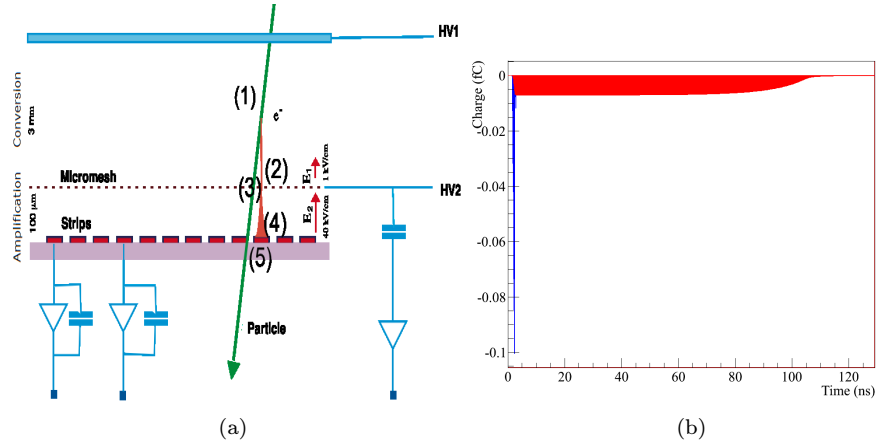 HV1
Conversion
3 mm
(1)
e-
(2)
E1
1 kV/cm
Micromesh
(3)
HV2
Amplification
100 μm
E2
40 kV/cm
Strips
(4)
(5)
Particle
(a)
Charge (fC)
0
-0.02
-0.04
-0.06
-0.08
-0.1
0 20 40 60 80 100 120
Time (ns)
(b)